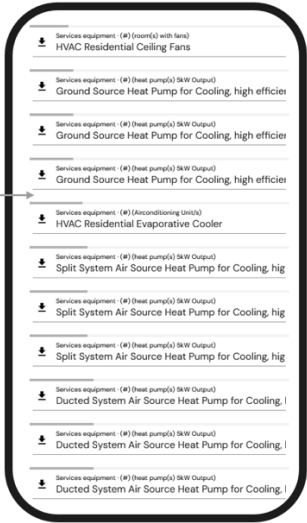 Services equipment · (#) (room(s) with fans)
HVAC Residential Ceiling Fans
Services equipment · (#) (heat pump(s) 5kW Output)
Ground Source Heat Pump for Cooling, high efficier
Services equipment · (#) (heat pump(s) 5kW Output)
Ground Source Heat Pump for Cooling, high efficier
Services equipment · (#) (heat pump(s) 5kW Output)
Ground Source Heat Pump for Cooling, high efficier
Services equipment · (#) (Airconditioning Unit/s)
HVAC Residential Evaporative Cooler
Services equipment · (#) (heat pump(s) 5kW Output)
Split System Air Source Heat Pump for Cooling, hig
Services equipment · (#) (heat pump(s) 5kW Output)
Split System Air Source Heat Pump for Cooling, hig
Services equipment · (#) (heat pump(s) 5kW Output)
Split System Air Source Heat Pump for Cooling, hig
Services equipment · (#) (heat pump(s) 5kW Output)
Ducted System Air Source Heat Pump for Cooling,
Services equipment · (#) (heat pump(s) 5kW Output)
Ducted System Air Source Heat Pump for Cooling,
Services equipment · (#) (heat pump(s) 5kW Output)
Ducted System Air Source Heat Pump for Cooling,